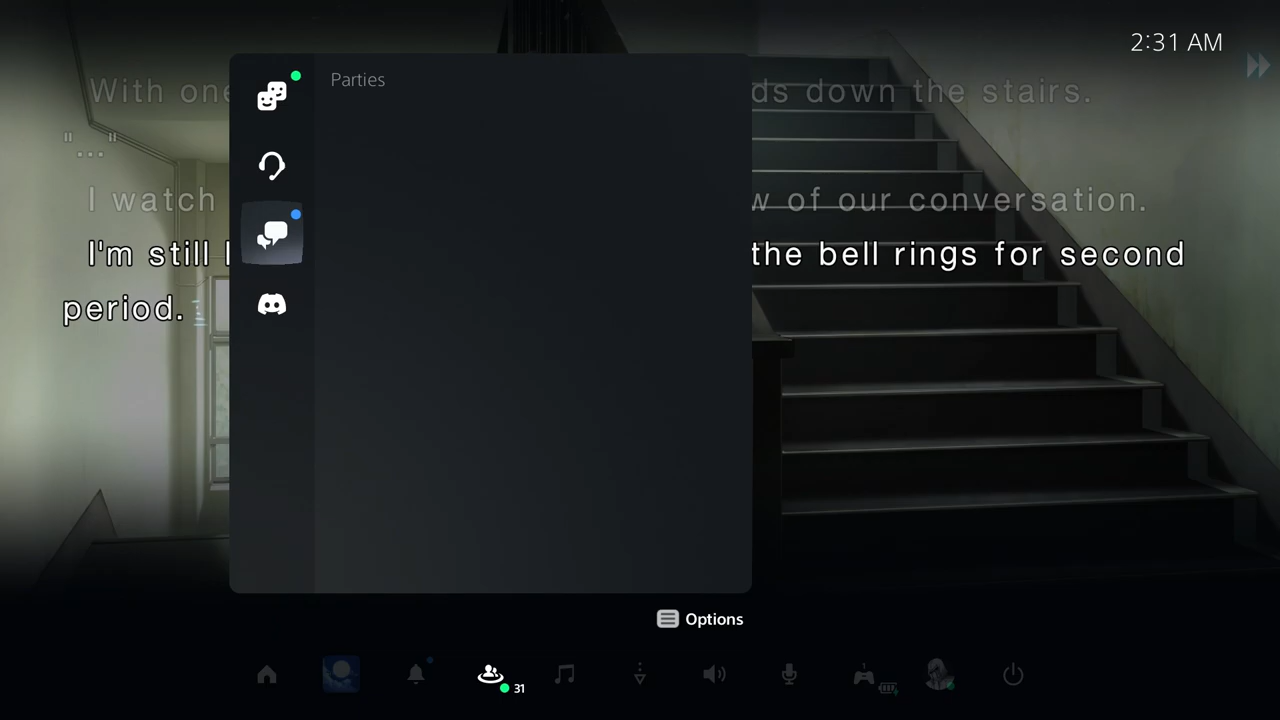 2:31 AM
Parties
With one ds down the stairs.
"..."
I watch w of our conversation.
I'm still the bell rings for second
period.
Options
31
1